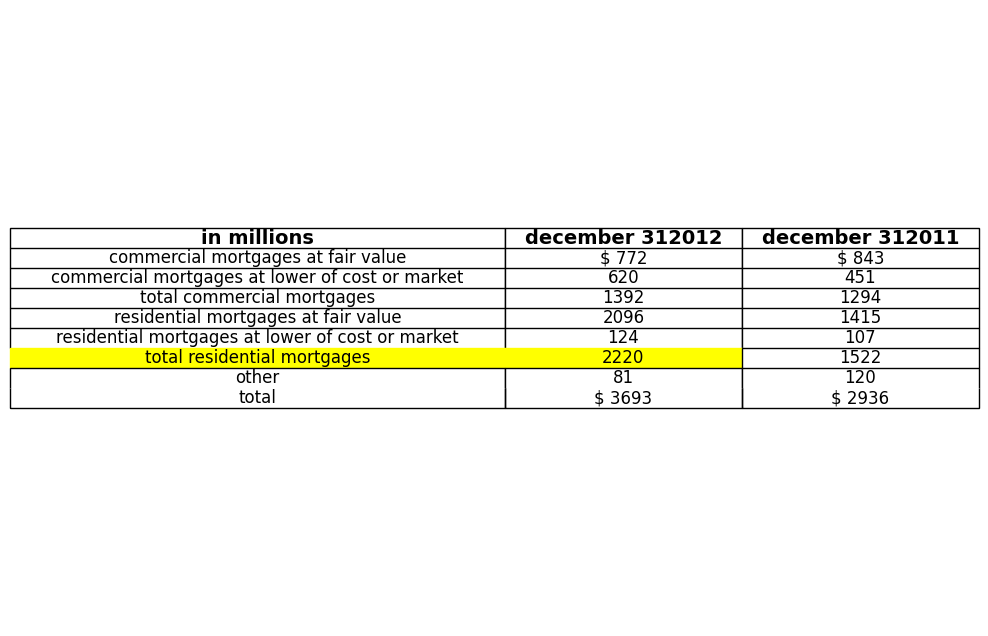 in millions december 312012 december 312011
commercial mortgages at fair value $ 772 $ 843
commercial mortgages at lower of cost or market 620 451
total commercial mortgages 1392 1294
residential mortgages at fair value 2096 1415
residential mortgages at lower of cost or market 124 107
total residential mortgages 2220 1522
other 81 120
total $ 3693 $ 2936